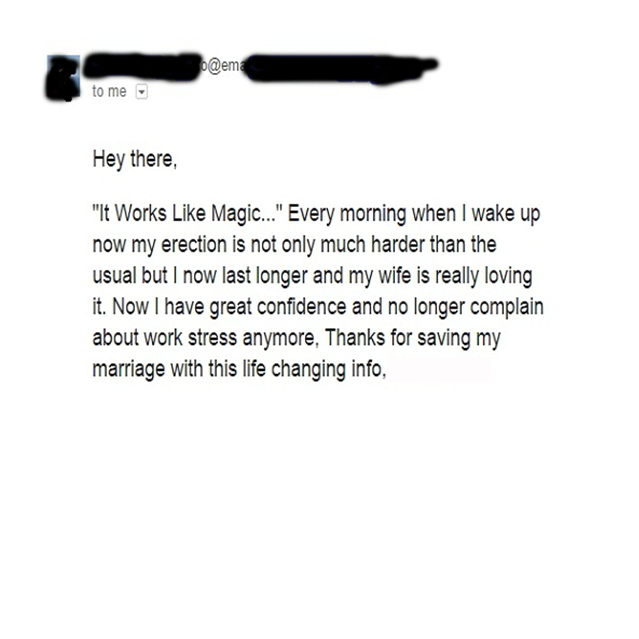 o@ema
to me
Hey there,
"It Works Like Magic..." Every morning when I wake up
now my erection is not only much harder than the
usual but I now last longer and my wife is really loving
it. Now I have great confidence and no longer complain
about work stress anymore, Thanks for saving my
marriage with this life changing info,